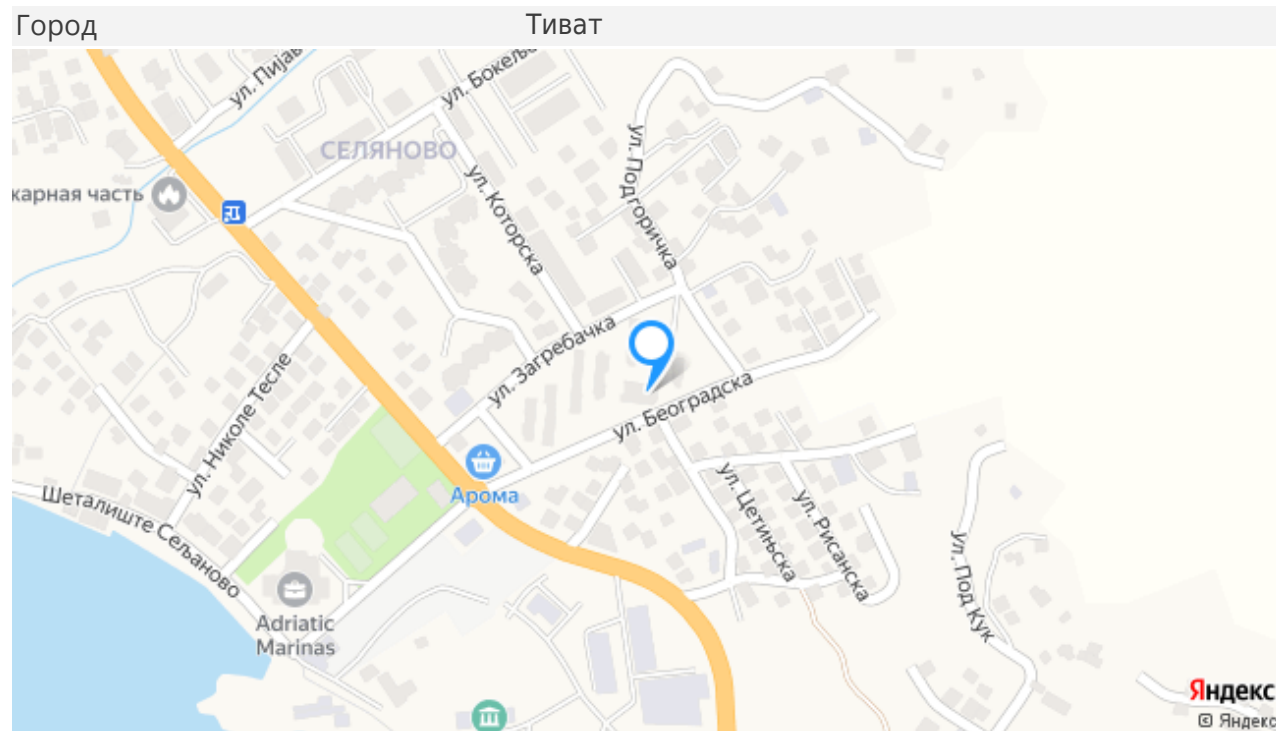 Город
Тиват
ул. Пијав
ул. Бокељс
СЕЛЯНОВО
карная часть
ул. Которска
ул. Подгоричка
ул. Загребачка
ул. Београдска
ул. Николе Тесле
Арома
Шеталиште Сељаново
ул. Цетињска
ул. Рисанска
ул. Под Кук
Adriatic
Marinas
Яндекс
© Яндекс